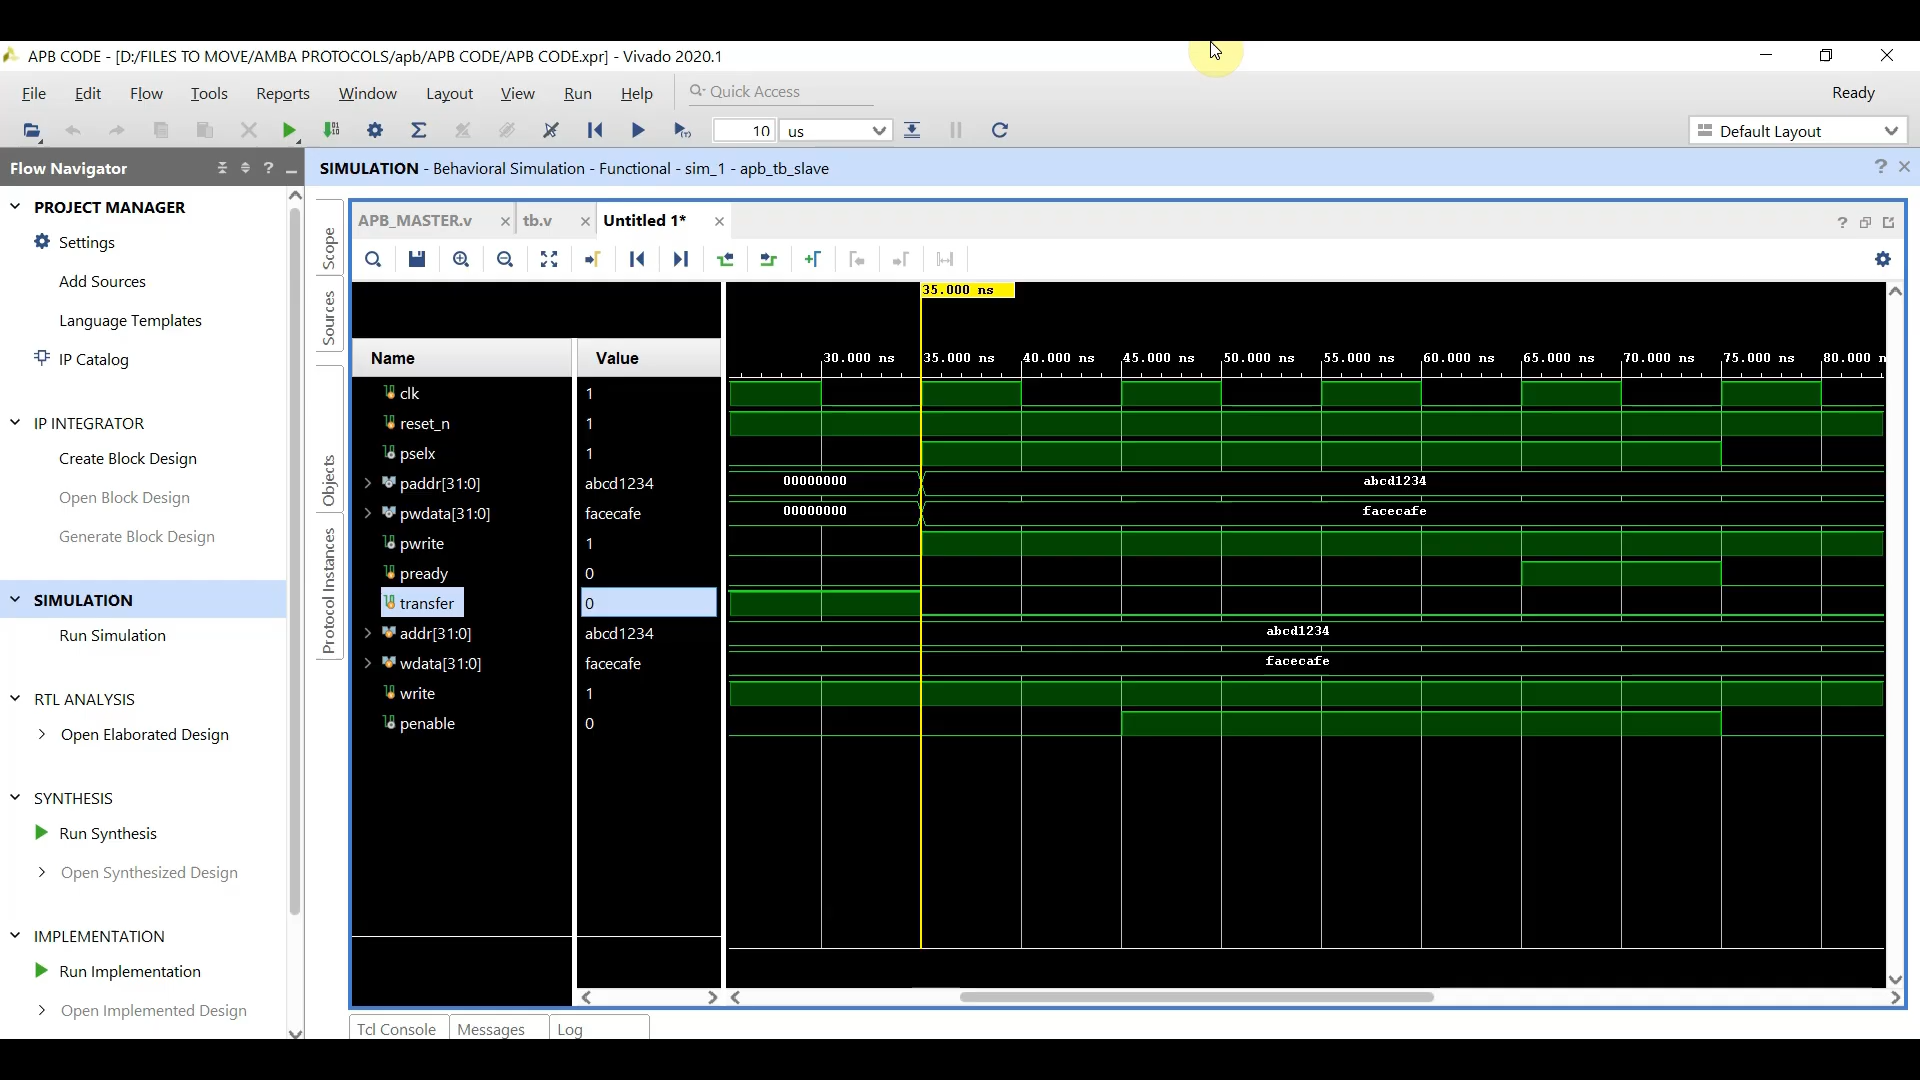 APB CODE - [D:/FILES TO MOVE/AMBA PROTOCOLS/apb/APB CODE/APB CODE.xpr] - Vivado 2020.1
File Edit Flow Tools Reports Window Layout View Run Help Quick Access Ready
10 us Default Layout
Flow Navigator ? SIMULATION - Behavioral Simulation - Functional - sim_1 - apb_tb_slave ?
PROJECT MANAGER
Settings
Add Sources
Language Templates
IP Catalog
IP INTEGRATOR
Create Block Design
Open Block Design
Generate Block Design
SIMULATION
Run Simulation
RTL ANALYSIS
Open Elaborated Design
SYNTHESIS
Run Synthesis
Open Synthesized Design
IMPLEMENTATION
Run Implementation
Open Implemented Design
Scope
Sources
Objects
Protocol Instances
APB_MASTER.v tb.v Untitled 1* ?
35.000 ns
Name Value 30.000 ns 35.000 ns 40.000 ns 45.000 ns 50.000 ns 55.000 ns 60.000 ns 65.000 ns 70.000 ns 75.000 ns 80.000 n
clk 1
reset_n 1
pselx 1
paddr[31:0] abcd1234 00000000 abcd1234
pwdata[31:0] facecafe 00000000 facecafe
pwrite 1
pready 0
transfer 0
addr[31:0] abcd1234 abcd1234
wdata[31:0] facecafe facecafe
write 1
penable 0
Tcl Console Messages Log